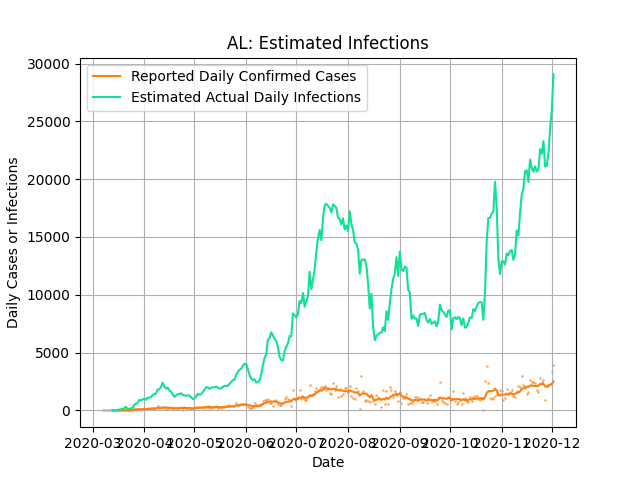 AL: Estimated Infections
Reported Daily Confirmed Cases
Estimated Actual Daily Infections
30000
25000
20000
15000
10000
5000
0
Daily Cases or Infections
2020-03 2020-04 2020-05 2020-06 2020-07 2020-08 2020-09 2020-10 2020-11 2020-12
Date